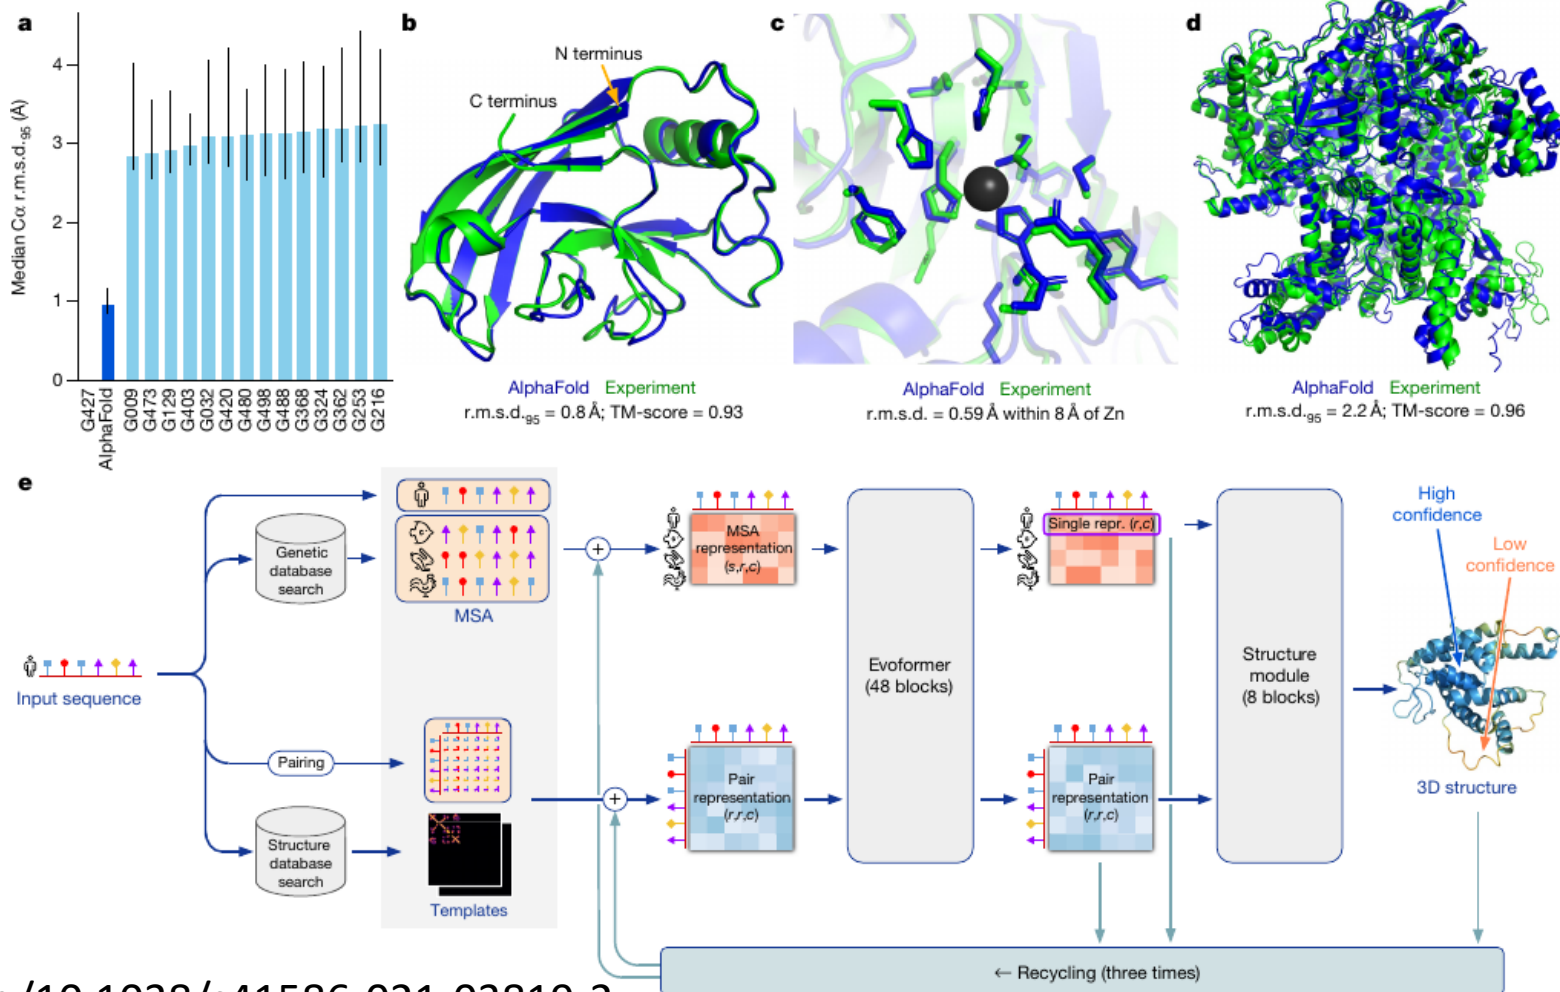 a
Median Cα r.m.s.d.95 (Å)
4
3
2
1
0
G427
AlphaFold
G009
G473
G129
G403
G032
G420
G480
G498
G488
G368
G324
G362
G253
G216
b
N terminus
C terminus
AlphaFold Experiment
r.m.s.d.95 = 0.8 Å; TM-score = 0.93
c
AlphaFold Experiment
r.m.s.d. = 0.59 Å within 8 Å of Zn
d
AlphaFold Experiment
r.m.s.d.95 = 2.2 Å; TM-score = 0.96
e
Input sequence
Genetic
database
search
Pairing
Structure
database
search
MSA
Templates
+
+
MSA
representation
(s,r,c)
Pair
representation
(r,r,c)
Evoformer
(48 blocks)
Single repr. (r,c)
Pair
representation
(r,r,c)
Structure
module
(8 blocks)
High
confidence
Low
confidence
3D structure
← Recycling (three times)